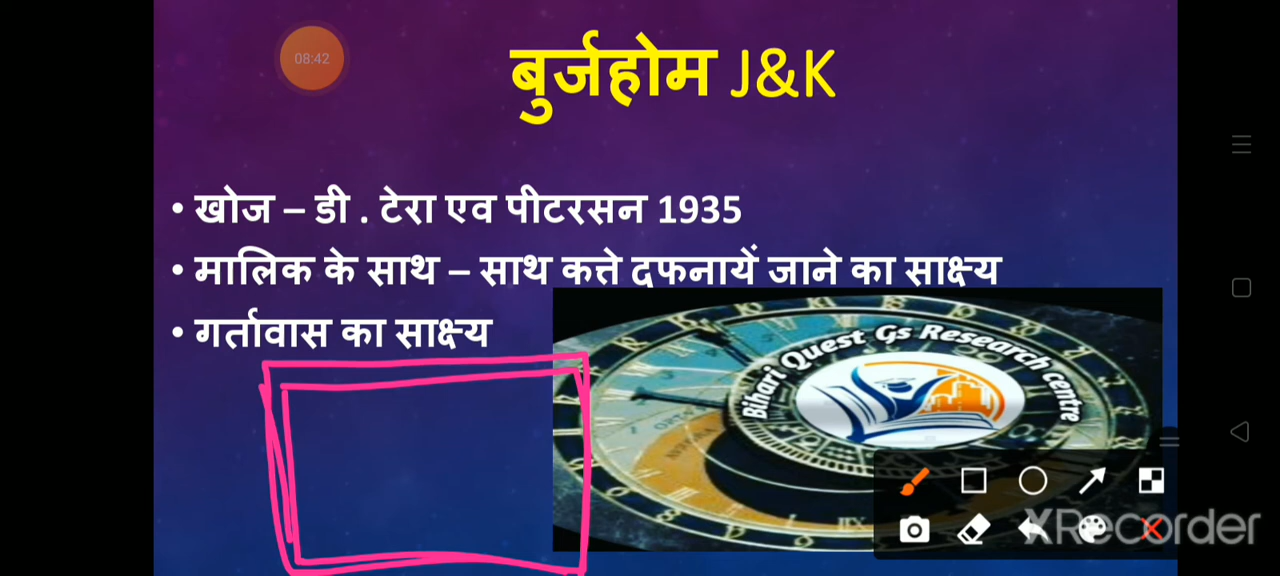 08:42
बुर्जहोम J&K
• खोज – डी . टेरा एव पीटरसन 1935
• मालिक के साथ – साथ कत्ते दफनायें जाने का साक्ष्य
• गर्तावास का साक्ष्य
Bihari Quest Gs Research centre
XRecorder